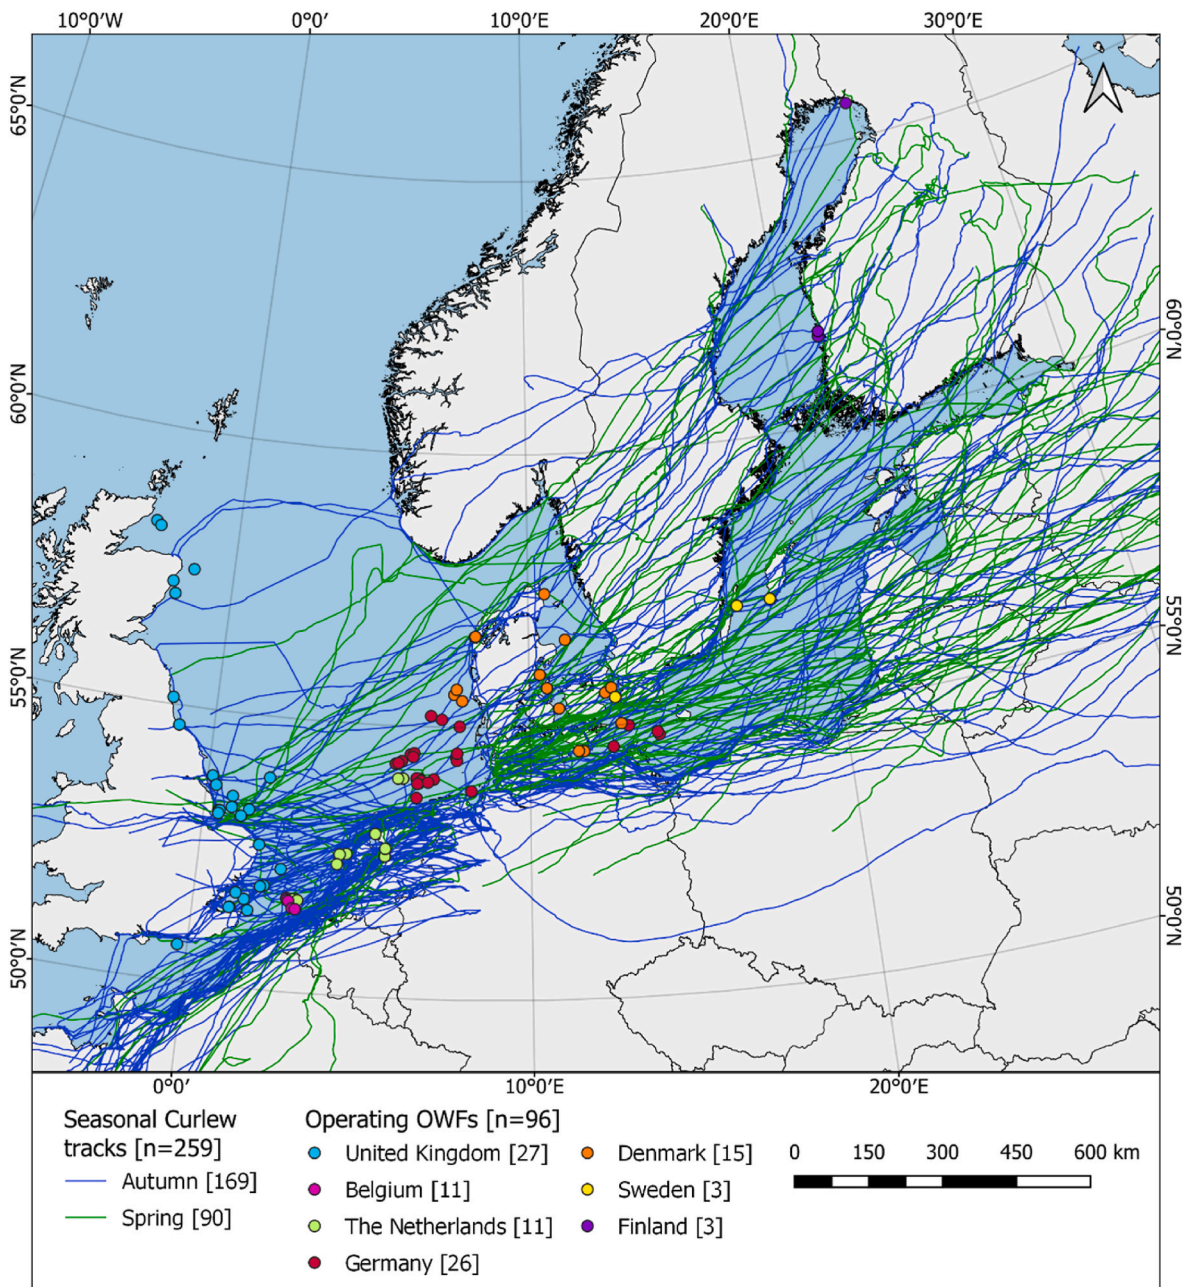 10°0′W 0°0′ 10°0′E 20°0′E 30°0′E
65°0′N
60°0′N
55°0′N
50°0′N
60°0′N
55°0′N
50°0′N
0°0′ 10°0′E 20°0′E
Seasonal Curlew
tracks [n=259]
Autumn [169]
Spring [90]
Operating OWFs [n=96]
United Kingdom [27]
Belgium [11]
The Netherlands [11]
Germany [26]
Denmark [15]
Sweden [3]
Finland [3]
0 150 300 450 600 km